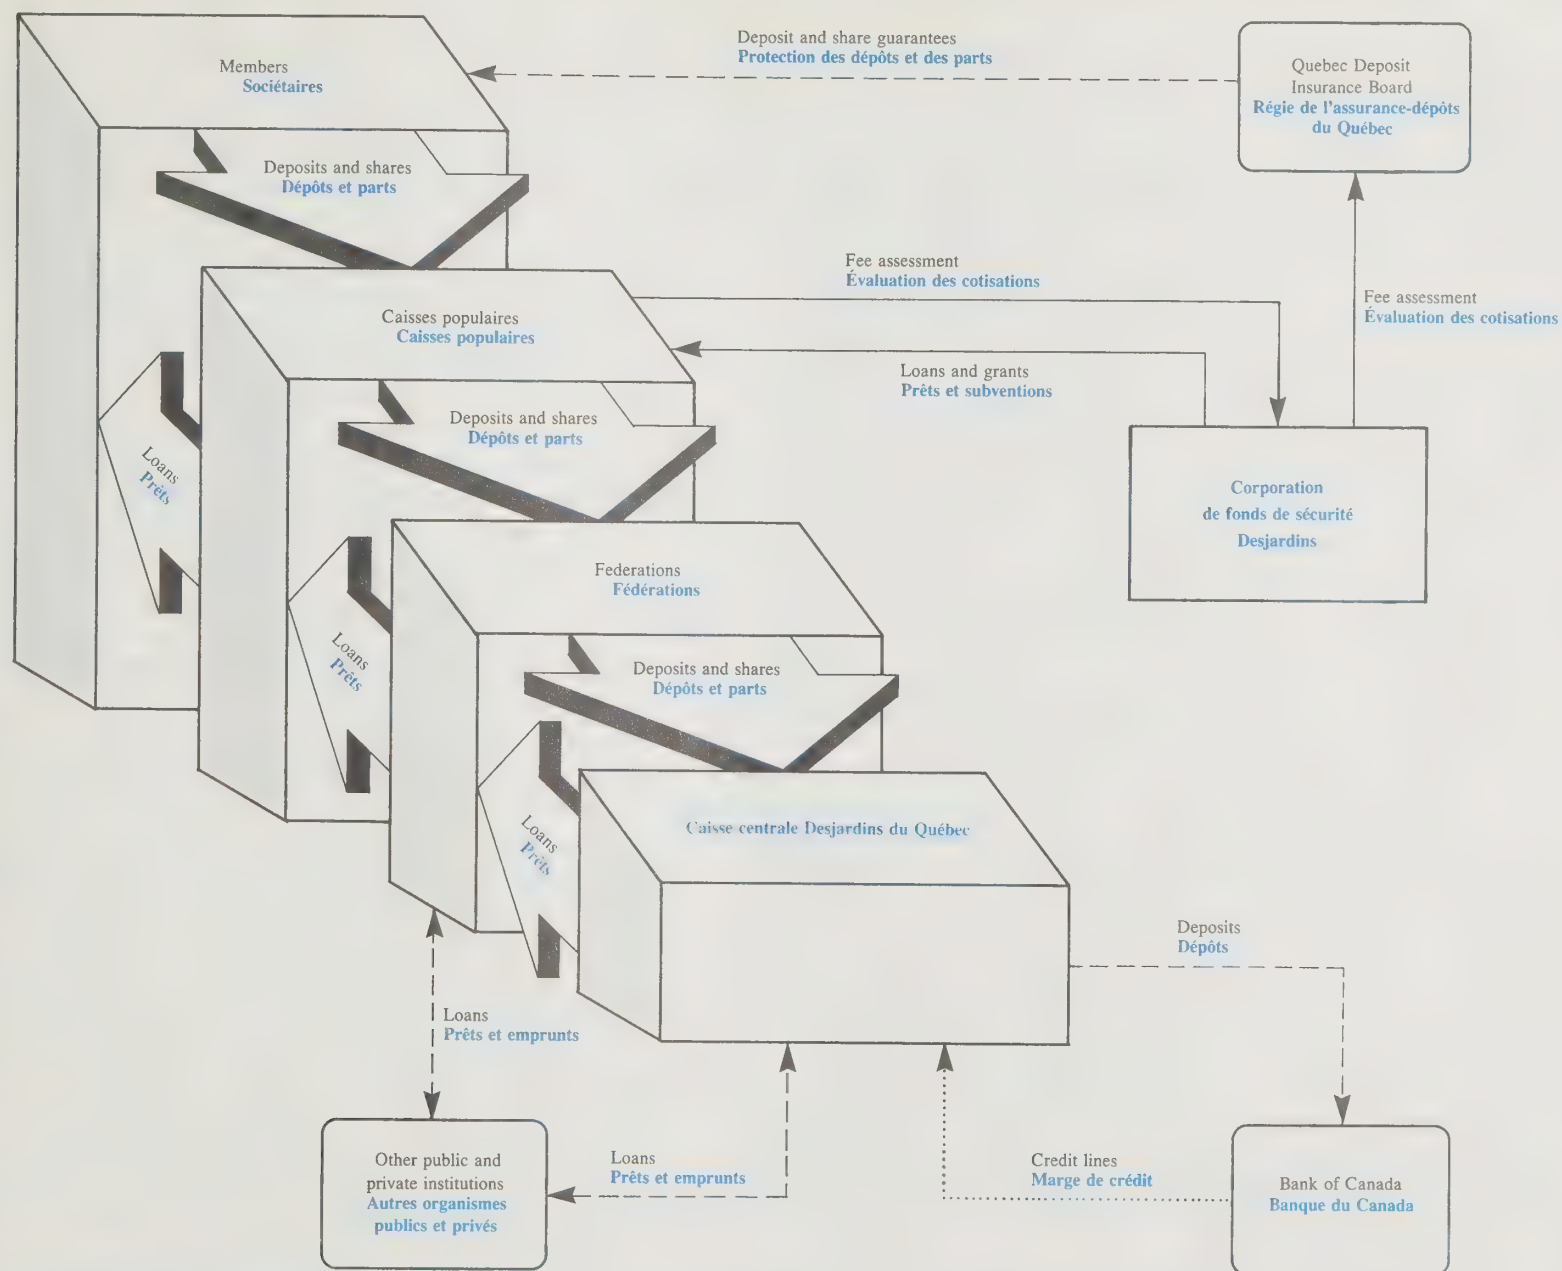 Deposit and share guarantees
Protection des dépôts et des parts
Members
Sociétaires
Quebec Deposit
Insurance Board
Régie de l'assurance-dépôts
du Québec
Deposits and shares
Dépôts et parts
Fee assessment
Évaluation des cotisations
Fee assessment
Évaluation des cotisations
Caisses populaires
Caisses populaires
Loans and grants
Prêts et subventions
Deposits and shares
Dépôts et parts
Loans
Prêts
Corporation
de fonds de sécurité
Desjardins
Federations
Fédérations
Loans
Prêts
Deposits and shares
Dépôts et parts
Loans
Prêts
Caisse centrale Desjardins du Québec
Deposits
Dépôts
Loans
Prêts et emprunts
Other public and
private institutions
Autres organismes
publics et privés
Loans
Prêts et emprunts
Credit lines
Marge de crédit
Bank of Canada
Banque du Canada